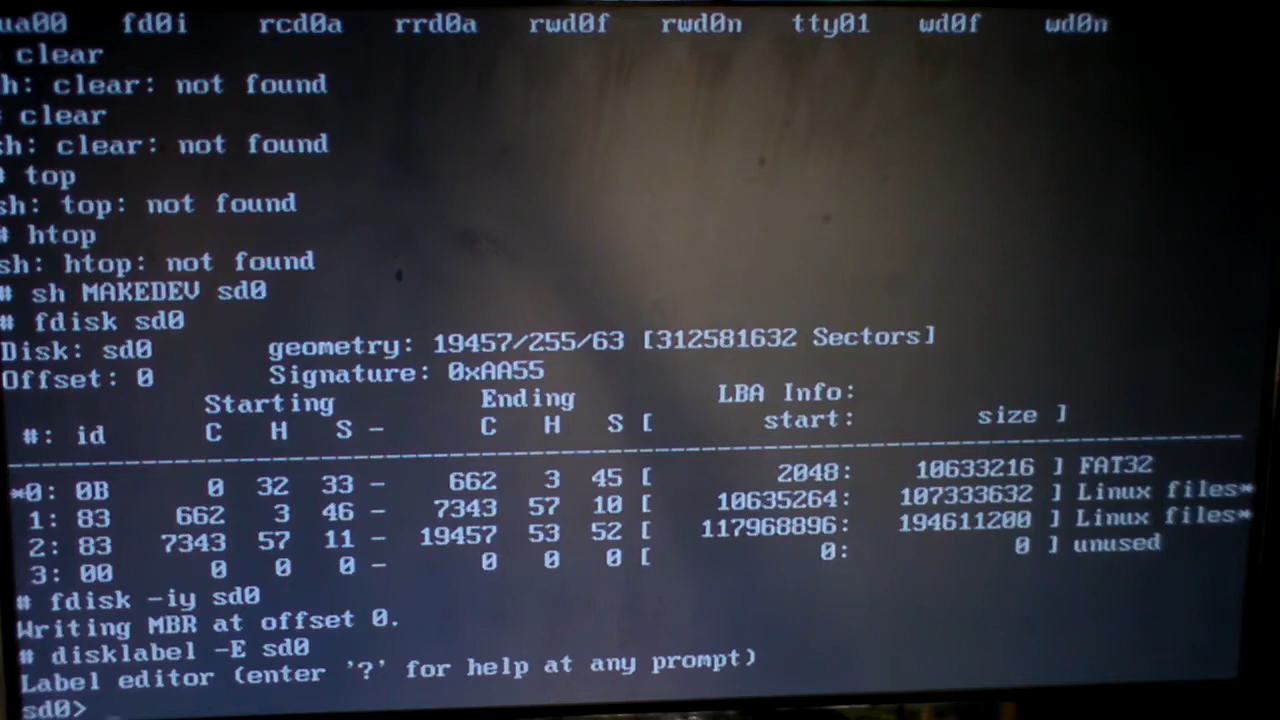 ua00 fd0i rcd0a rrd0a rwd0f rwd0n tty01 wd0f wd0n
clear
h: clear: not found
clear
sh: clear: not found
# top
sh: top: not found
# htop
sh: htop: not found
# sh MAKEDEV sd0
# fdisk sd0
Disk: sd0 geometry: 19457/255/63 [312581632 Sectors]
Offset: 0 Signature: 0xAA55
Starting Ending LBA Info:
#: id C H S - C H S [ start: size ]
-------------------------------------------------------------------------------
*0: 0B 0 32 33 - 662 3 45 [ 2048: 10633216 ] FAT32
1: 83 662 3 46 - 7343 57 10 [ 10635264: 107333632 ] Linux files*
2: 83 7343 57 11 - 19457 53 52 [ 117968896: 194611200 ] Linux files*
3: 00 0 0 0 - 0 0 0 [ 0: 0 ] unused
# fdisk -iy sd0
Writing MBR at offset 0.
# disklabel -E sd0
Label editor (enter '?' for help at any prompt)
sd0>